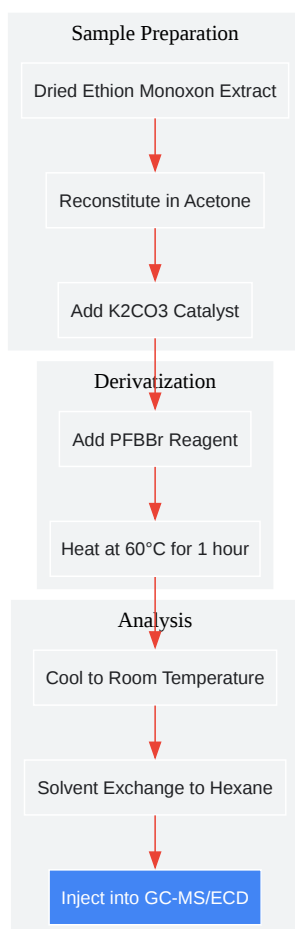 Sample Preparation
Dried Ethion Monoxon Extract
Reconstitute in Acetone
Add K2CO3 Catalyst
Derivatization
Add PFBBr Reagent
Heat at 60°C for 1 hour
Analysis
Cool to Room Temperature
Solvent Exchange to Hexane
Inject into GC-MS/ECD